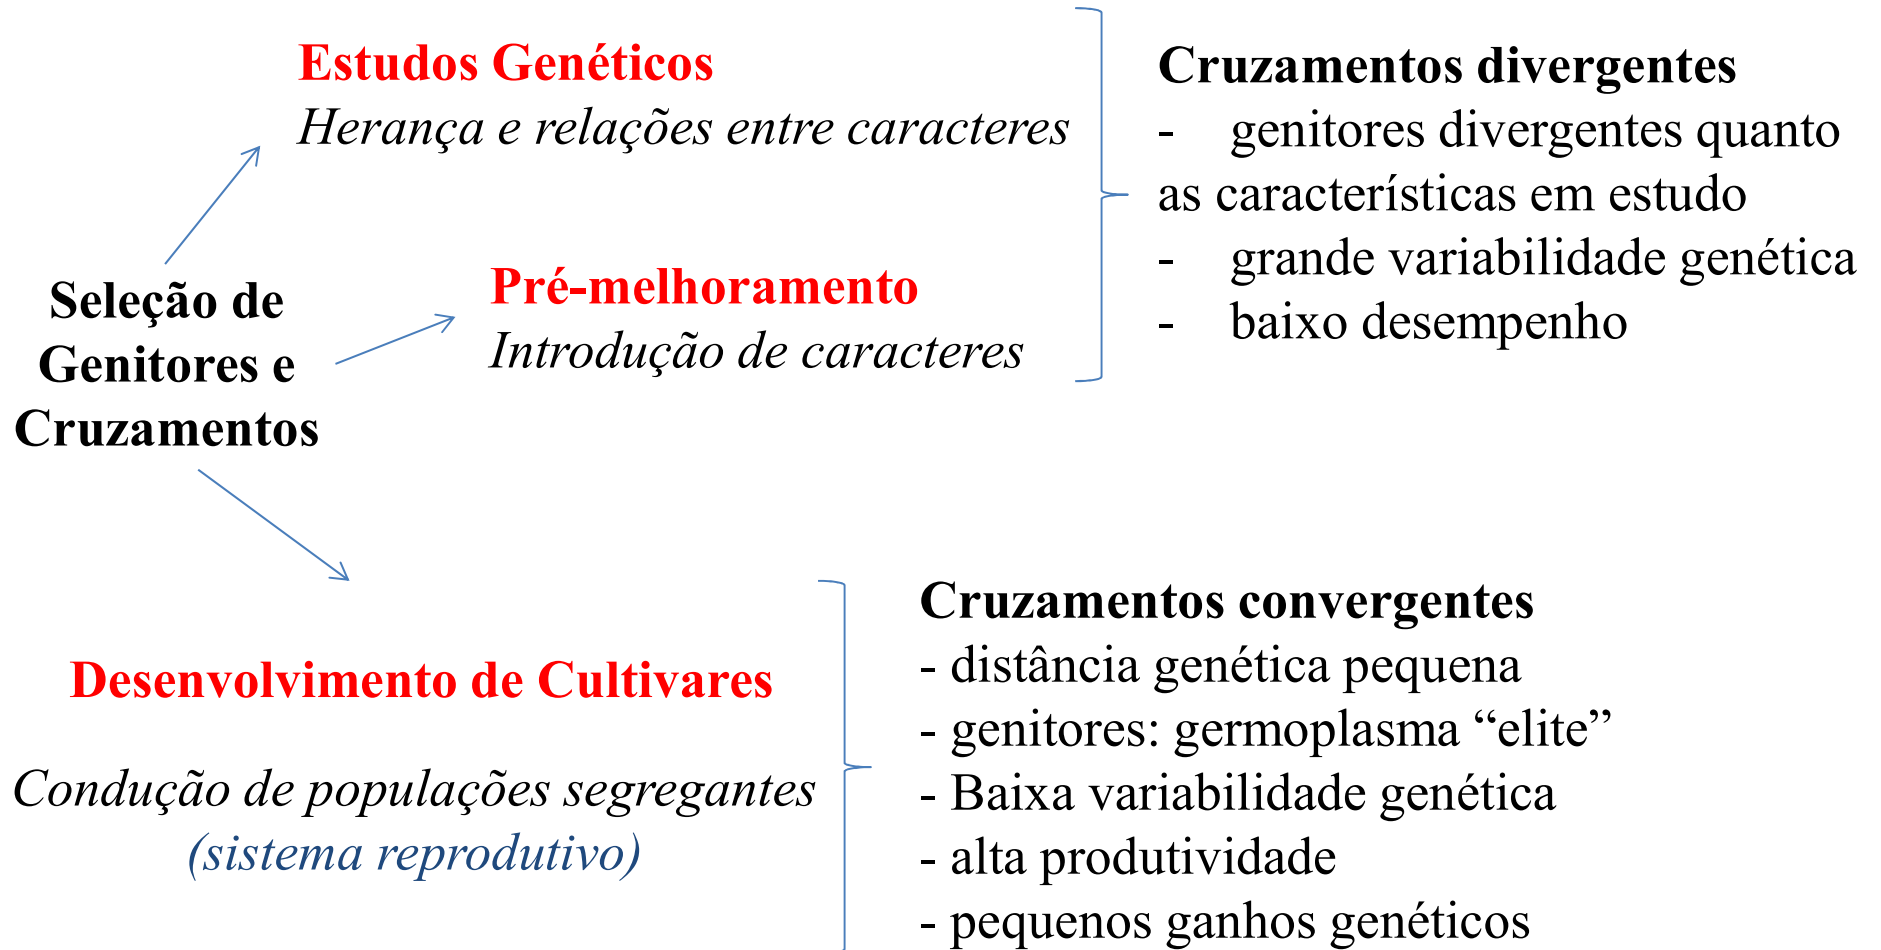 Seleção de
Genitores e
Cruzamentos
Estudos Genéticos
Herança e relações entre caracteres
Pré-melhoramento
Introdução de caracteres
Cruzamentos divergentes
- genitores divergentes quanto
as características em estudo
- grande variabilidade genética
- baixo desempenho
Desenvolvimento de Cultivares
Condução de populações segregantes
(sistema reprodutivo)
Cruzamentos convergentes
- distância genética pequena
- genitores: germoplasma “elite”
- Baixa variabilidade genética
- alta produtividade
- pequenos ganhos genéticos